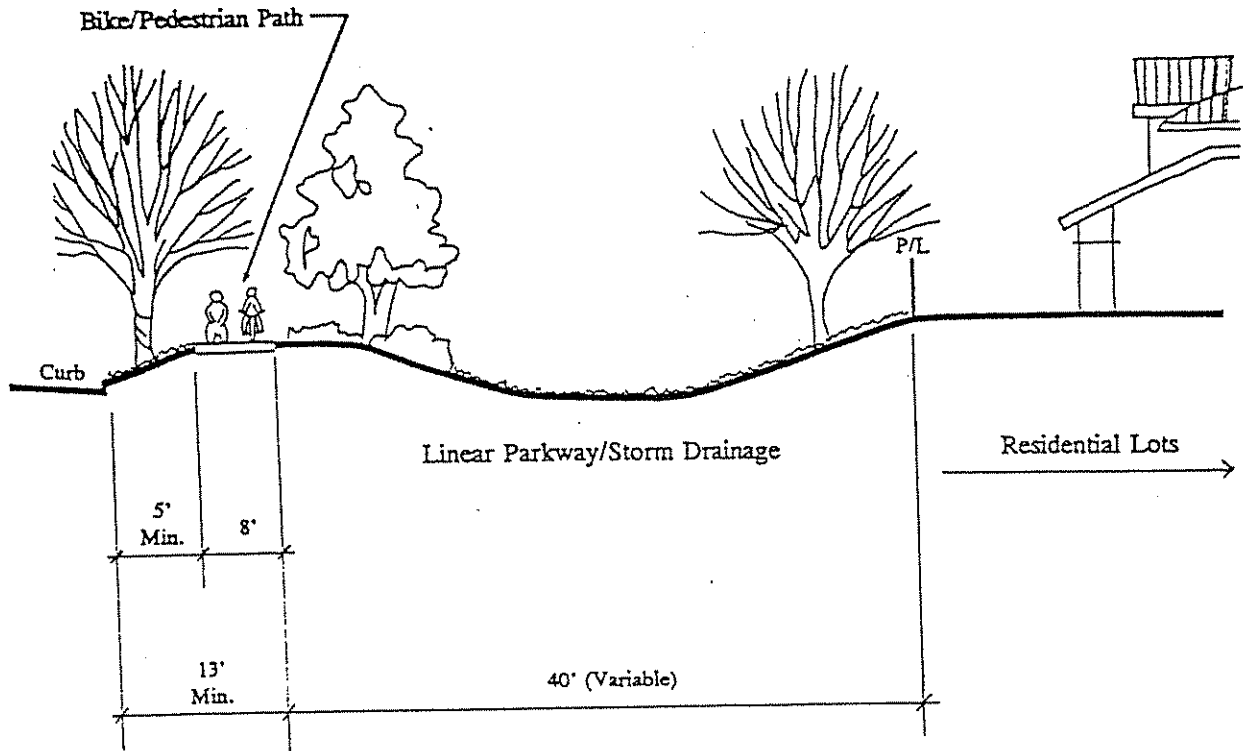 Bike/Pedestrian Path
P/L
Curb
Linear Parkway/Storm Drainage
Residential Lots
5'
Min.
8'
13'
Min.
40' (Variable)